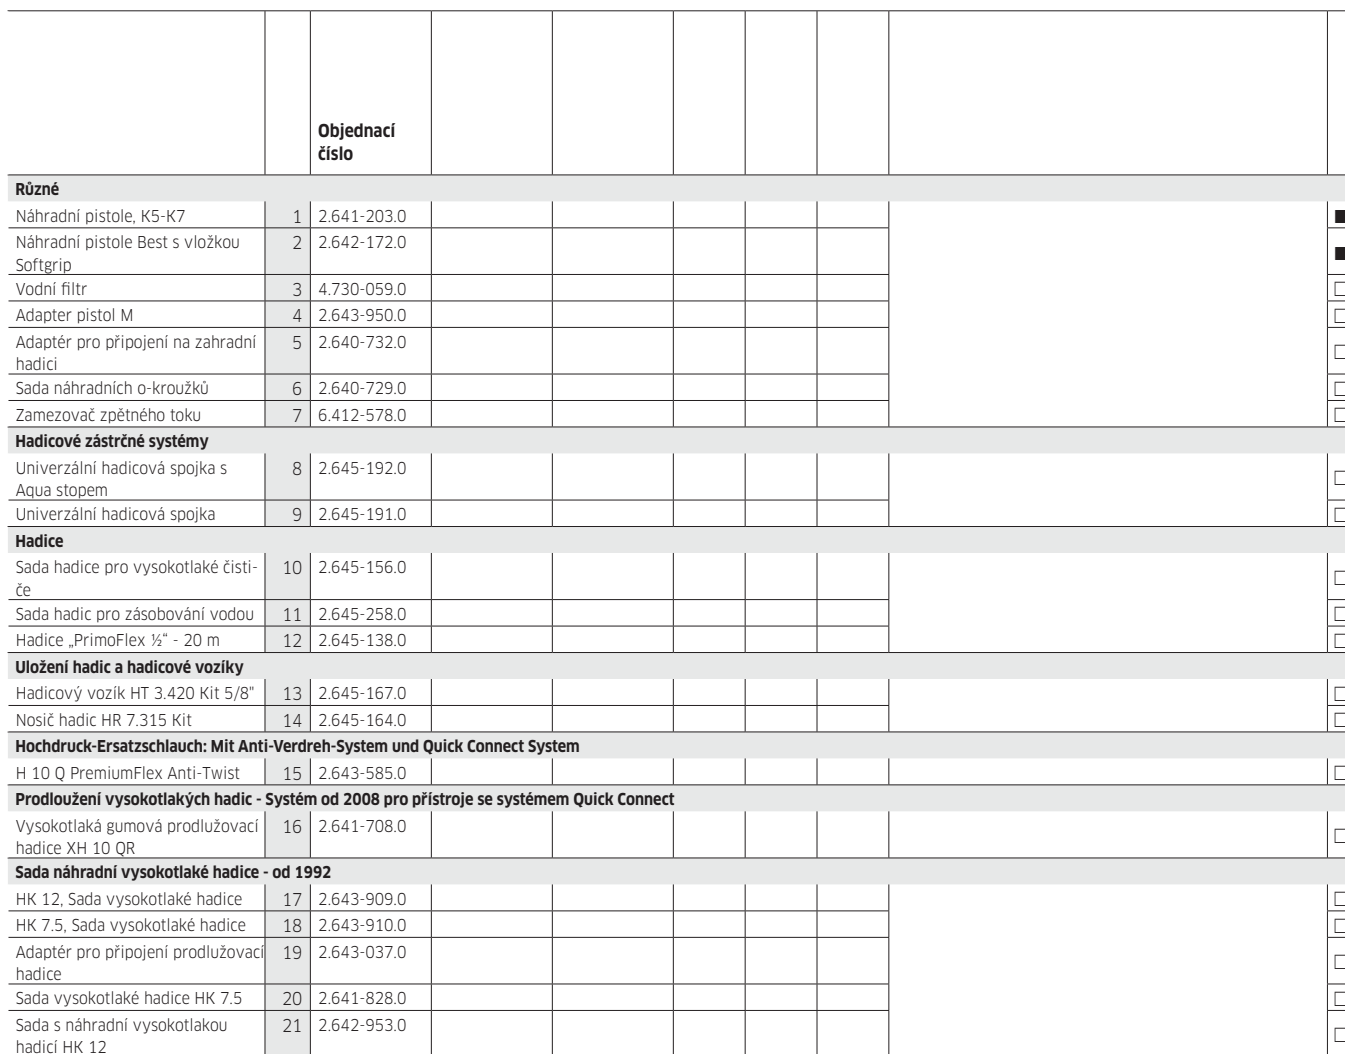 Objednací
číslo
Různé
Náhradní pistole, K5-K7 1 2.641-203.0 ■
Náhradní pistole Best s vložkou 2 2.642-172.0 ■
Softgrip
Vodní filtr 3 4.730-059.0 □
Adapter pistol M 4 2.643-950.0 □
Adaptér pro připojení na zahradní 5 2.640-732.0 □
hadici
Sada náhradních o-kroužků 6 2.640-729.0 □
Zamezovač zpětného toku 7 6.412-578.0 □
Hadicové zástrčné systémy
Univerzální hadicová spojka s 8 2.645-192.0 □
Aqua stopem
Univerzální hadicová spojka 9 2.645-191.0 □
Hadice
Sada hadice pro vysokotlaké čisti- 10 2.645-156.0 □
če
Sada hadic pro zásobování vodou 11 2.645-258.0 □
Hadice „PrimoFlex ½“ - 20 m 12 2.645-138.0 □
Uložení hadic a hadicové vozíky
Hadicový vozík HT 3.420 Kit 5/8" 13 2.645-167.0 □
Nosič hadic HR 7.315 Kit 14 2.645-164.0 □
Hochdruck-Ersatzschlauch: Mit Anti-Verdreh-System und Quick Connect System
H 10 Q PremiumFlex Anti-Twist 15 2.643-585.0 □
Prodloužení vysokotlakých hadic - Systém od 2008 pro přístroje se systémem Quick Connect
Vysokotlaká gumová prodlužovací 16 2.641-708.0 □
hadice XH 10 QR
Sada náhradní vysokotlaké hadice - od 1992
HK 12, Sada vysokotlaké hadice 17 2.643-909.0 □
HK 7.5, Sada vysokotlaké hadice 18 2.643-910.0 □
Adaptér pro připojení prodlužovací 19 2.643-037.0 □
hadice
Sada vysokotlaké hadice HK 7.5 20 2.641-828.0 □
Sada s náhradní vysokotlakou 21 2.642-953.0 □
hadicí HK 12